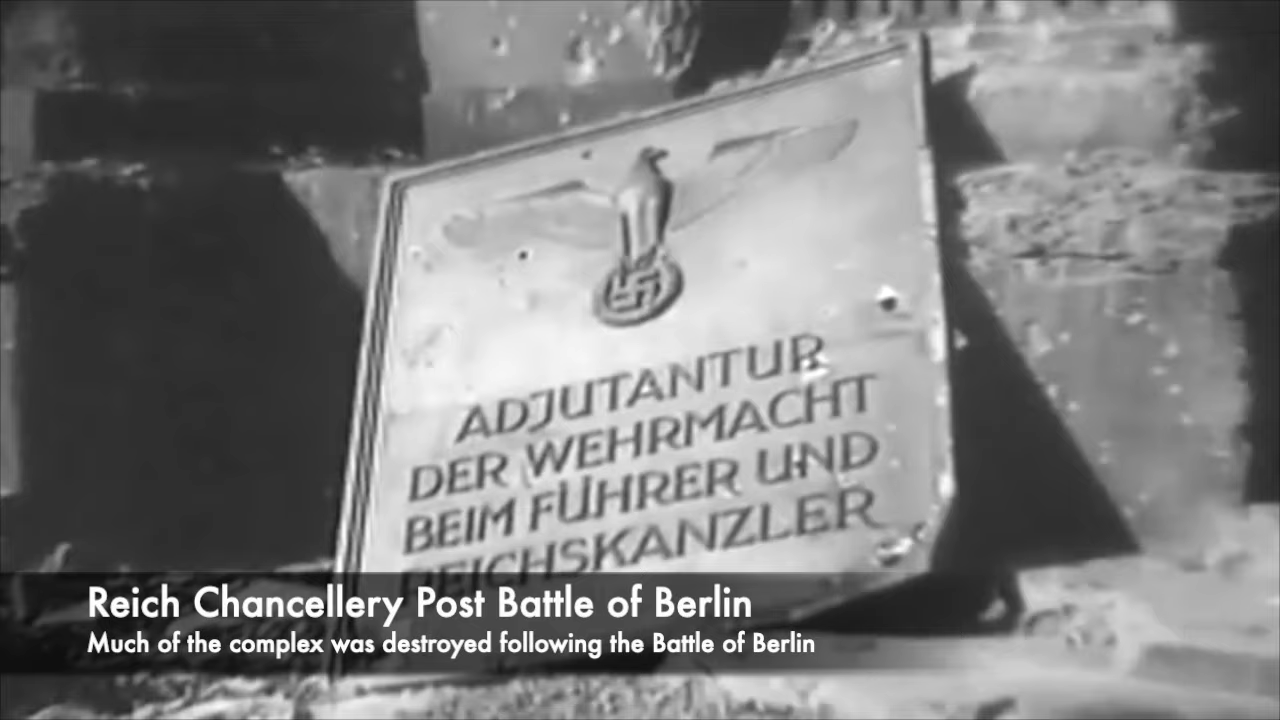 ADJUTANTUR
DER WEHRMACHT
BEIM FÜHRER UND
REICHSKANZLER
Reich Chancellery Post Battle of Berlin
Much of the complex was destroyed following the Battle of Berlin